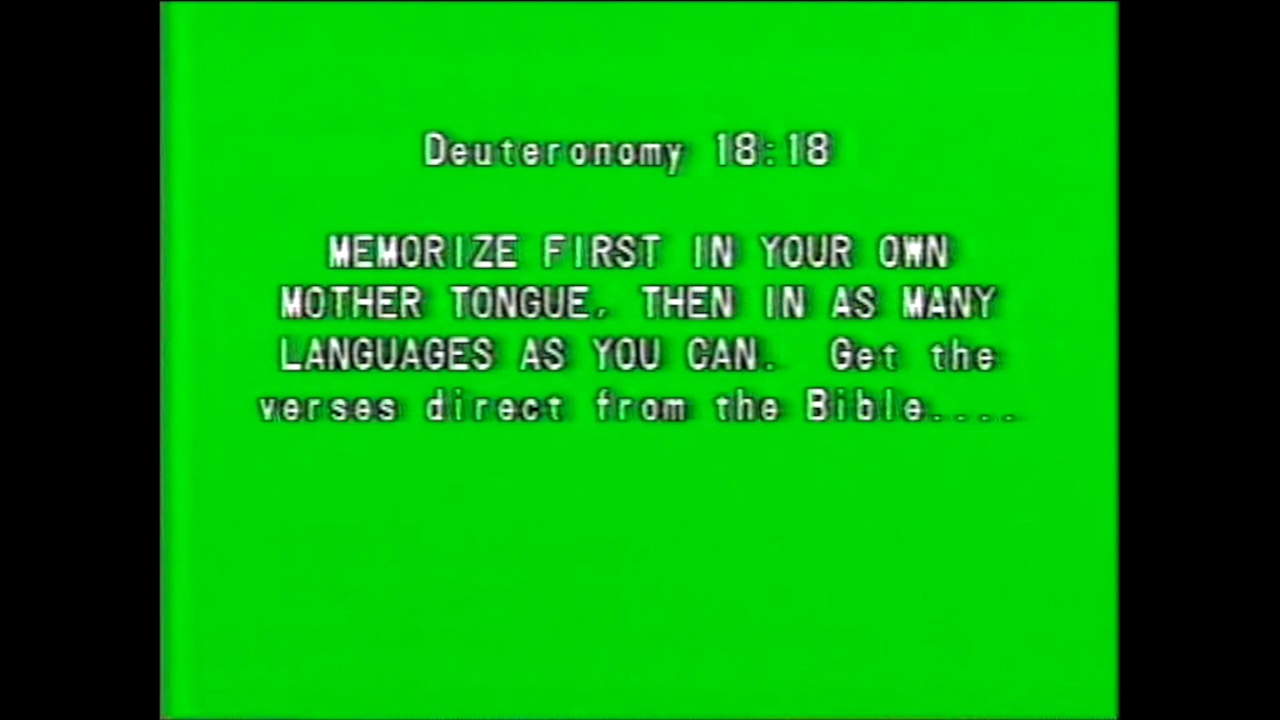 Deuteronomy 18:18
MEMORIZE FIRST IN YOUR OWN
MOTHER TONGUE, THEN IN AS MANY
LANGUAGES AS YOU CAN. Get the
verses direct from the Bible....